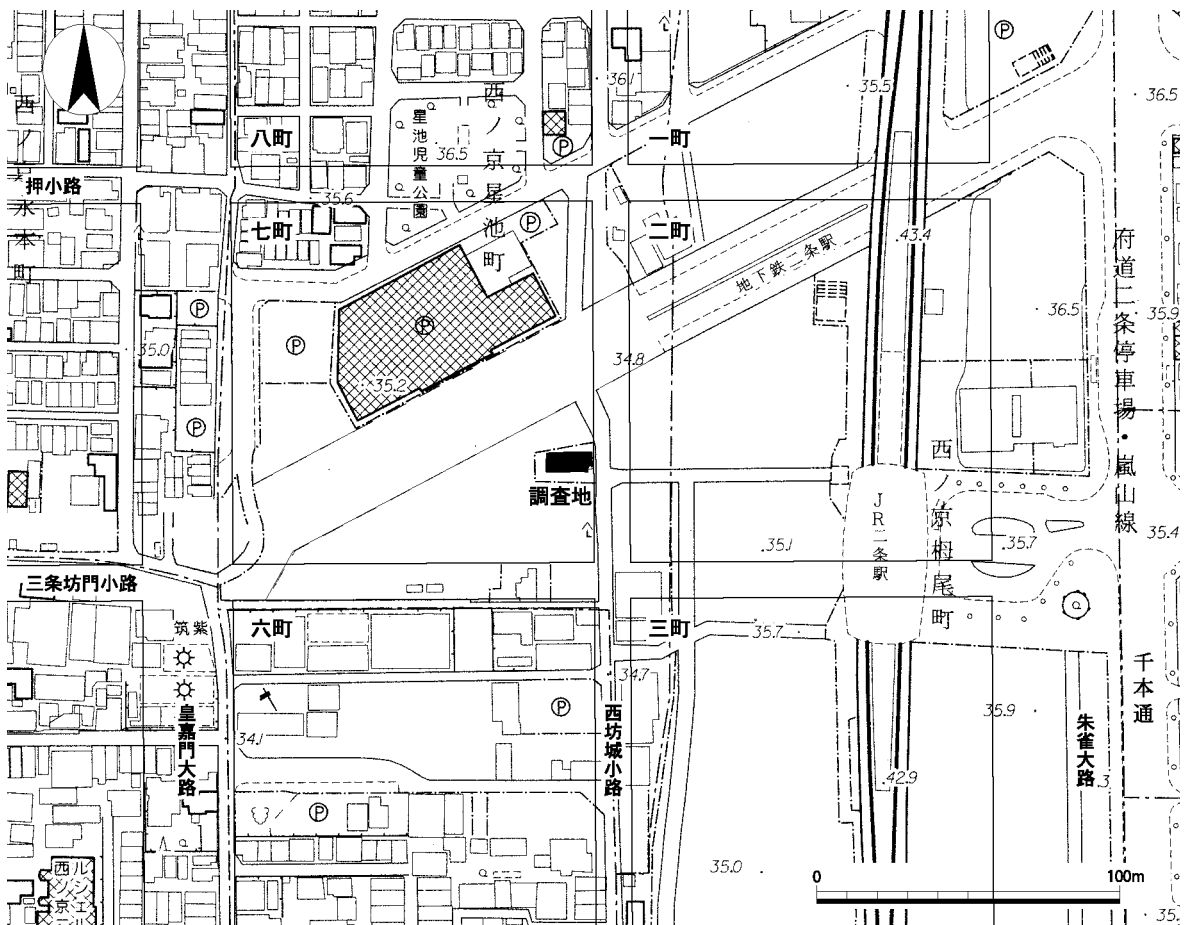 八町
一町
押小路
星池児童公園
西ノ京星池町
七町
二町
地下鉄二条駅
府道二条停車場・嵐山線
調査地
JR二条駅
西ノ京栂尾町
三条坊門小路
筑紫
六町
三町
皇嘉門大路
西坊城小路
朱雀大路
千本通
36.1
35.5
36.5
36.5
35.6
43.4
36.5
35.9
35.0
34.8
35.2
35.1
35.7
35.4
35.7
34.7
34.1
35.9
42.9
35.0
P
P
P
P
P
P
P
P
P
0
100m